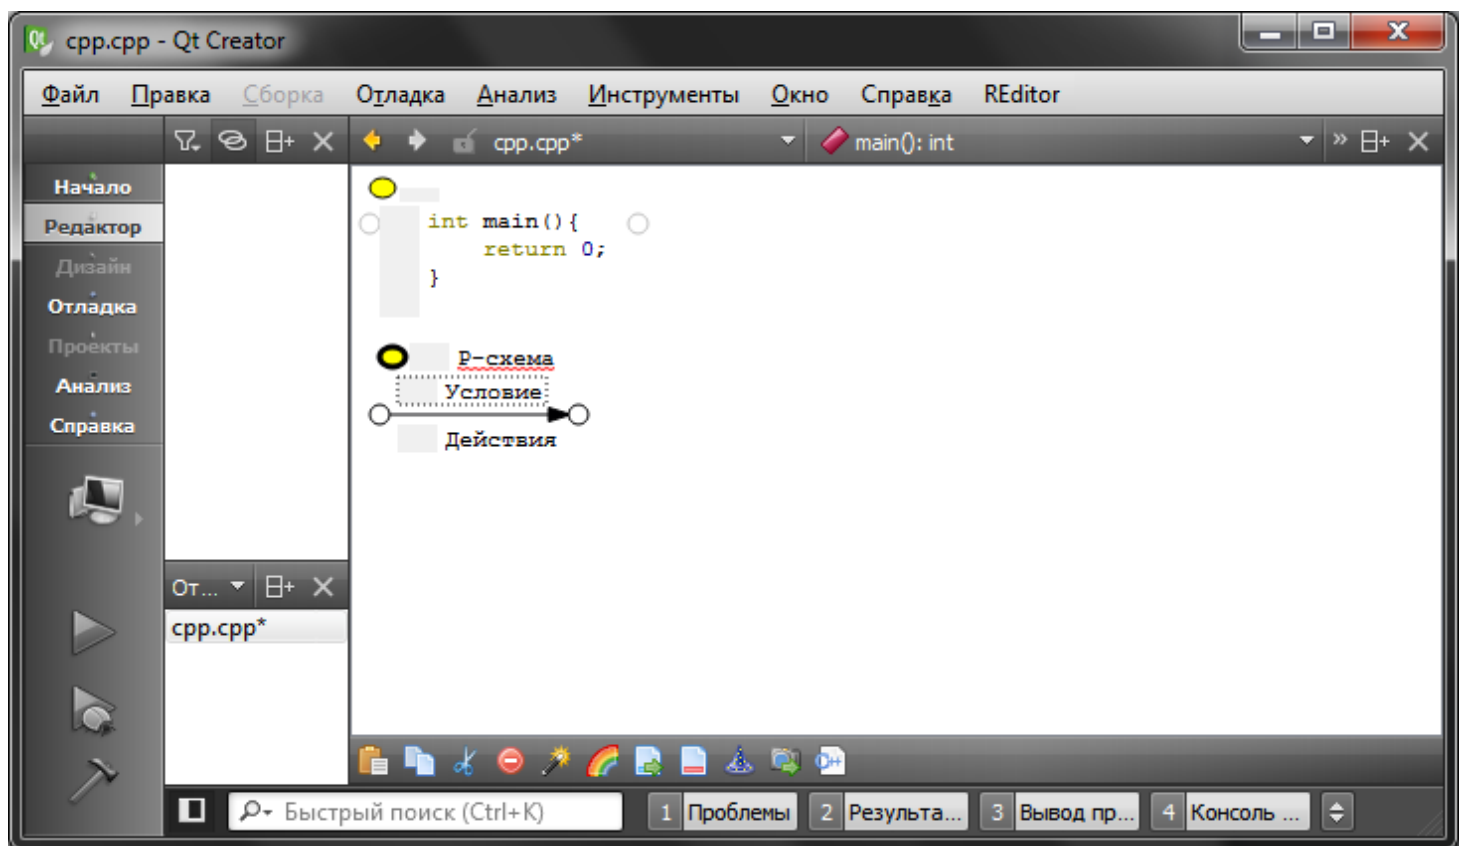 cpp.cpp - Qt Creator
Файл Правка Сборка Отладка Анализ Инструменты Окно Справка REditor
cpp.cpp* main(): int
Начало
Редактор
Дизайн
Отладка
Проекты
Анализ
Справка
int main(){
return 0;
}
Р-схема
Условие
Действия
От...
cpp.cpp*
Быстрый поиск (Ctrl+K) 1 Проблемы 2 Результа... 3 Вывод пр... 4 Консоль ...